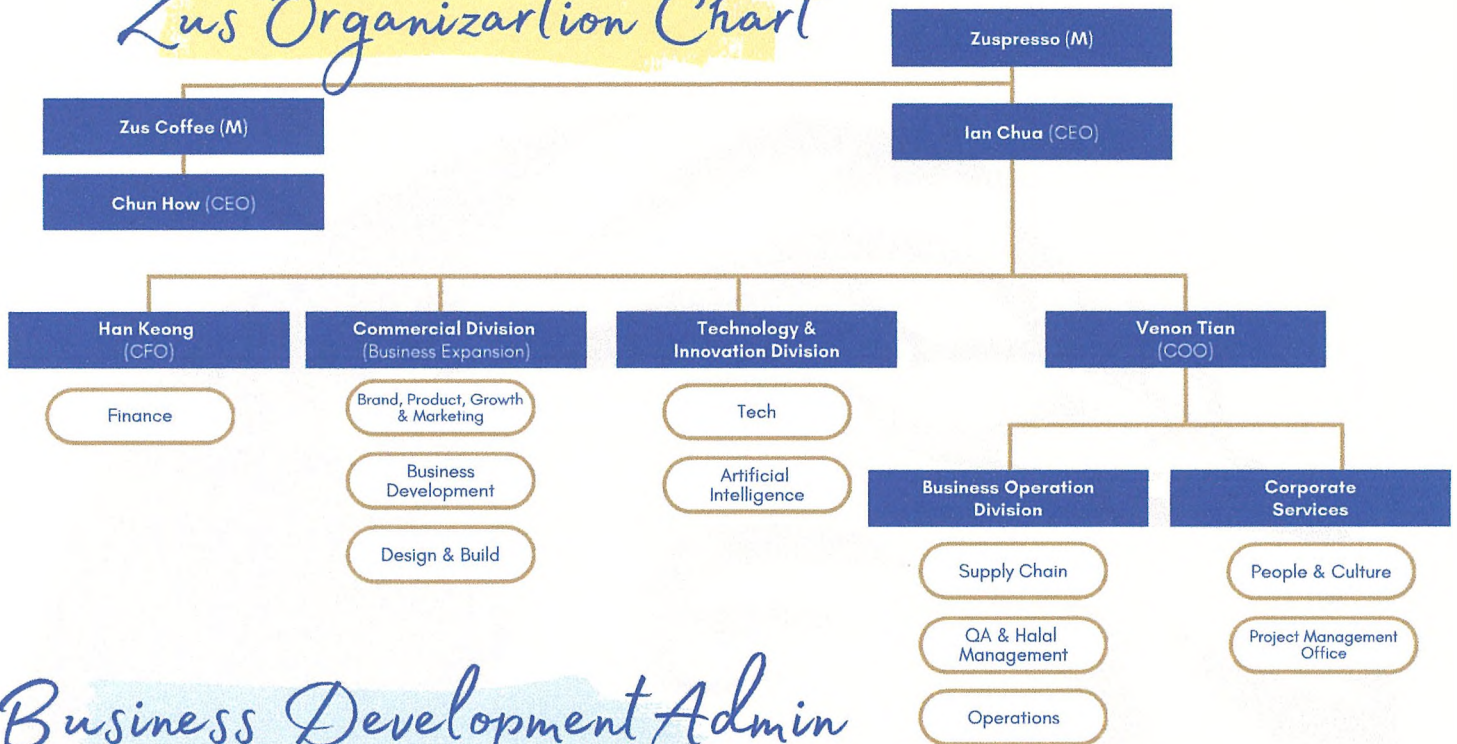 Zus Organizartion Chart
Zuspresso (M)
Zus Coffee (M)
Ian Chua (CEO)
Chun How (CEO)
Han Keong
(CFO)
Commercial Division
(Business Expansion)
Technology &
Innovation Division
Venon Tian
(COO)
Finance
Brand, Product, Growth
& Marketing
Business
Development
Design & Build
Tech
Artificial
Intelligence
Business Operation
Division
Corporate
Services
Supply Chain
QA & Halal
Management
Operations
People & Culture
Project Management
Office
Business Development Admin